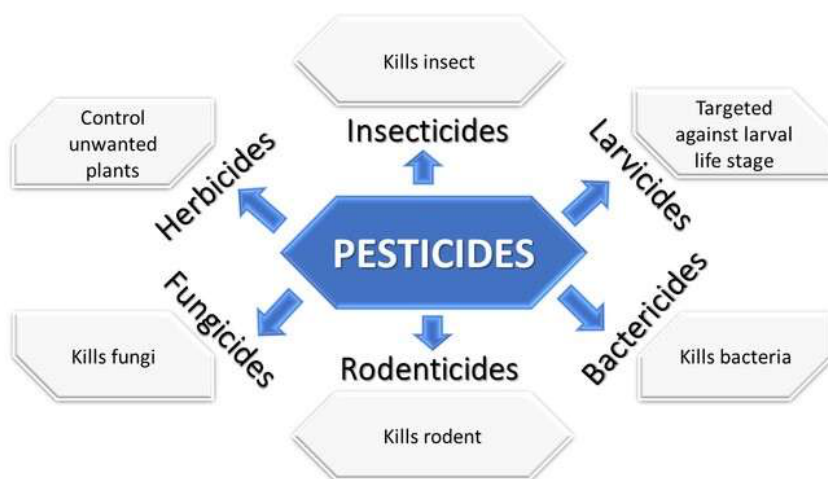 Kills insect
Insecticides
Control
unwanted
plants
Herbicides
Targeted
against larval
life stage
Larvicides
PESTICIDES
Fungicides
Kills fungi
Bactericides
Kills bacteria
Rodenticides
Kills rodent